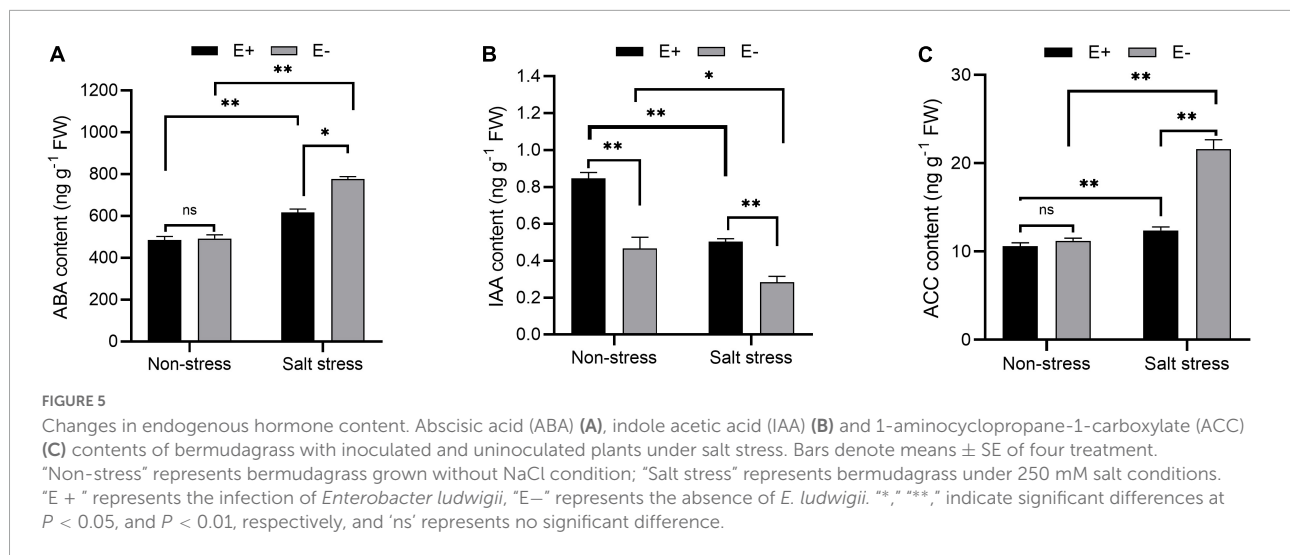 A
E+ E-
**
**
*
ns
ABA content (ng g-1 FW)
1200
1000
800
600
400
200
0
Non-stress Salt stress
B
E+ E-
*
**
**
**
IAA content (ng g-1 FW)
1.4
1.2
1.0
0.8
0.6
0.4
0.2
0.0
Non-stress Salt stress
C
E+ E-
**
**
**
ns
ACC content (ng g-1 FW)
30
20
10
0
Non-stress Salt stress
FIGURE 5
Changes in endogenous hormone content. Abscisic acid (ABA) (A), indole acetic acid (IAA) (B) and 1-aminocyclopropane-1-carboxylate (ACC)
(C) contents of bermudagrass with inoculated and uninoculated plants under salt stress. Bars denote means ± SE of four treatment.
“Non-stress” represents bermudagrass grown without NaCl condition; “Salt stress” represents bermudagrass under 250 mM salt conditions.
“E + ” represents the infection of Enterobacter ludwigii, “E−” represents the absence of E. ludwigii. “*,” “**,” indicate significant differences at
P < 0.05, and P < 0.01, respectively, and ‘ns’ represents no significant difference.